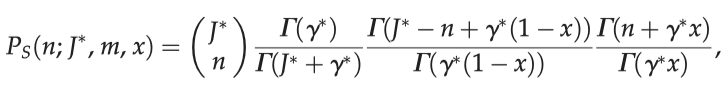 $P_S(n; J^*, m, x) = \binom{J^*}{n} \frac{\Gamma(\gamma^*)}{\Gamma(J^* + \gamma^*)} \frac{\Gamma(J^* - n + \gamma^*(1 - x))}{\Gamma(\gamma^*(1 - x))} \frac{\Gamma(n + \gamma^* x)}{\Gamma(\gamma^* x)},$